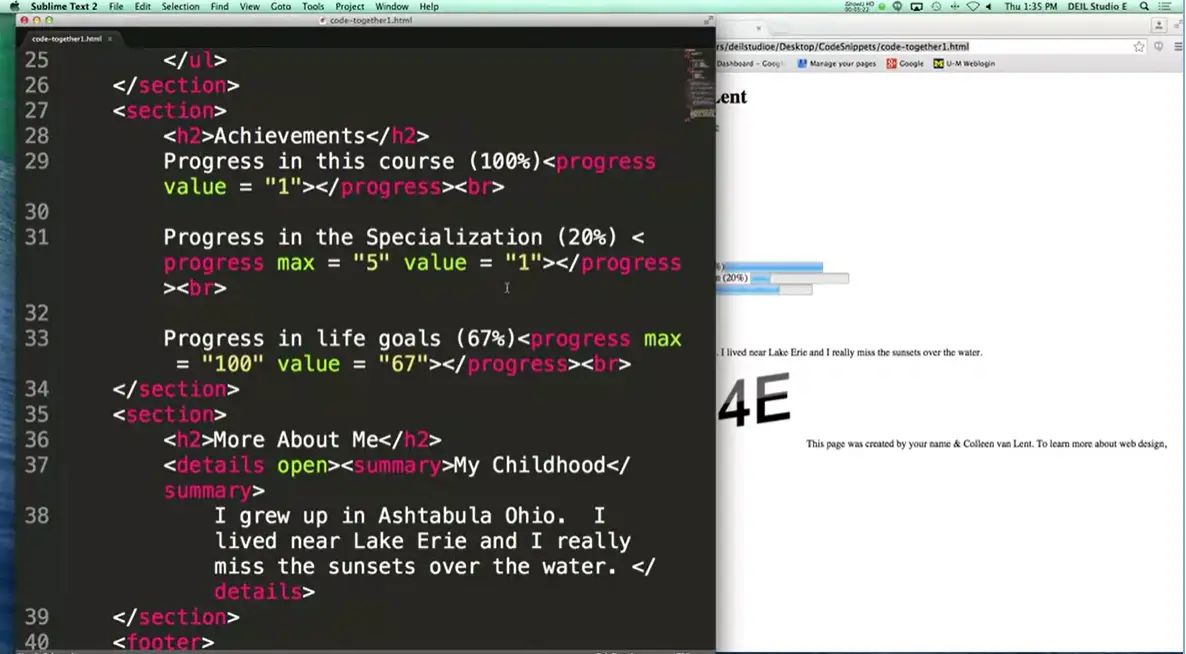 Sublime Text 2 File Edit Selection Find View Goto Tools Project Window Help
Thu 1:35 PM DEIL Studio E
code-together1.html
code-together1.html
25 </ul>
26 </section>
27 <section>
28 <h2>Achievements</h2>
29 Progress in this course (100%)<progress
value = "1"></progress><br>
30
31 Progress in the Specialization (20%) <
progress max = "5" value = "1"></progress
><br>
32
33 Progress in life goals (67%)<progress max
= "100" value = "67"></progress><br>
34 </section>
35 <section>
36 <h2>More About Me</h2>
37 <details open><summary>My Childhood</
summary>
38 I grew up in Ashtabula Ohio. I
lived near Lake Erie and I really
miss the sunsets over the water. </
details>
39 </section>
40 <footer>
rs/deilstudioe/Desktop/CodeSnippets/code-together1.html
Dashboard - Googl Manage your pages Google U-M Weblogin
Lent
%)
(20%)
. I lived near Lake Erie and I really miss the sunsets over the water.
4E
This page was created by your name & Colleen van Lent. To learn more about web design,